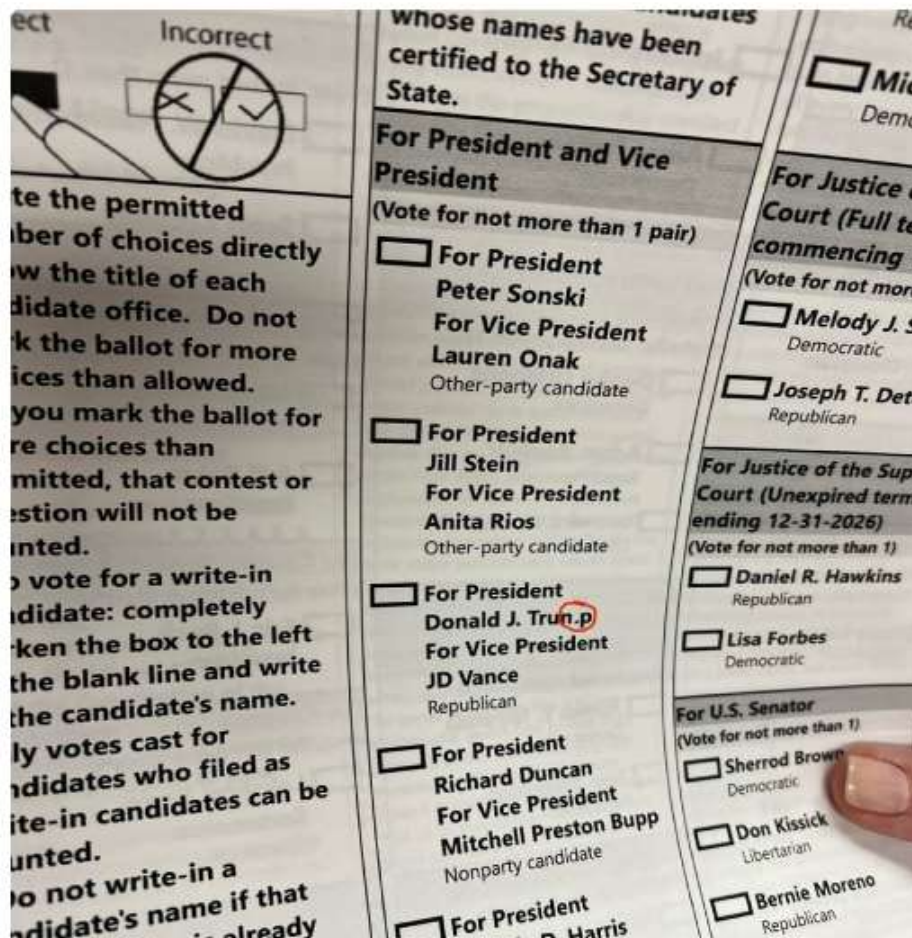 Incorrect
te the permitted
ber of choices directly
w the title of each
didate office. Do not
k the ballot for more
ices than allowed.
you mark the ballot for
re choices than
mitted, that contest or
estion will not be
nted.
o vote for a write-in
ndidate: completely
rken the box to the left
the blank line and write
the candidate's name.
ly votes cast for
ndidates who filed as
ite-in candidates can be
unted.
Do not write-in a
ndidate's name if that
already
whose names have been
certified to the Secretary of
State.
For President and Vice
President
(Vote for not more than 1 pair)
For President
Peter Sonski
For Vice President
Lauren Onak
Other-party candidate
For President
Jill Stein
For Vice President
Anita Rios
Other-party candidate
For President
Donald J. Trun.p
For Vice President
JD Vance
Republican
For President
Richard Duncan
For Vice President
Mitchell Preston Bupp
Nonparty candidate
For President
D. Harris
Mic
Demo
For Justice
Court (Full te
commencing
(Vote for not mor
Melody J. S
Democratic
Joseph T. Det
Republican
For Justice of the Sup
Court (Unexpired term
ending 12-31-2026)
(Vote for not more than 1)
Daniel R. Hawkins
Republican
Lisa Forbes
Democratic
For U.S. Senator
(Vote for not more than 1)
Sherrod Brown
Democratic
Don Kissick
Libertarian
Bernie Moreno
Republican